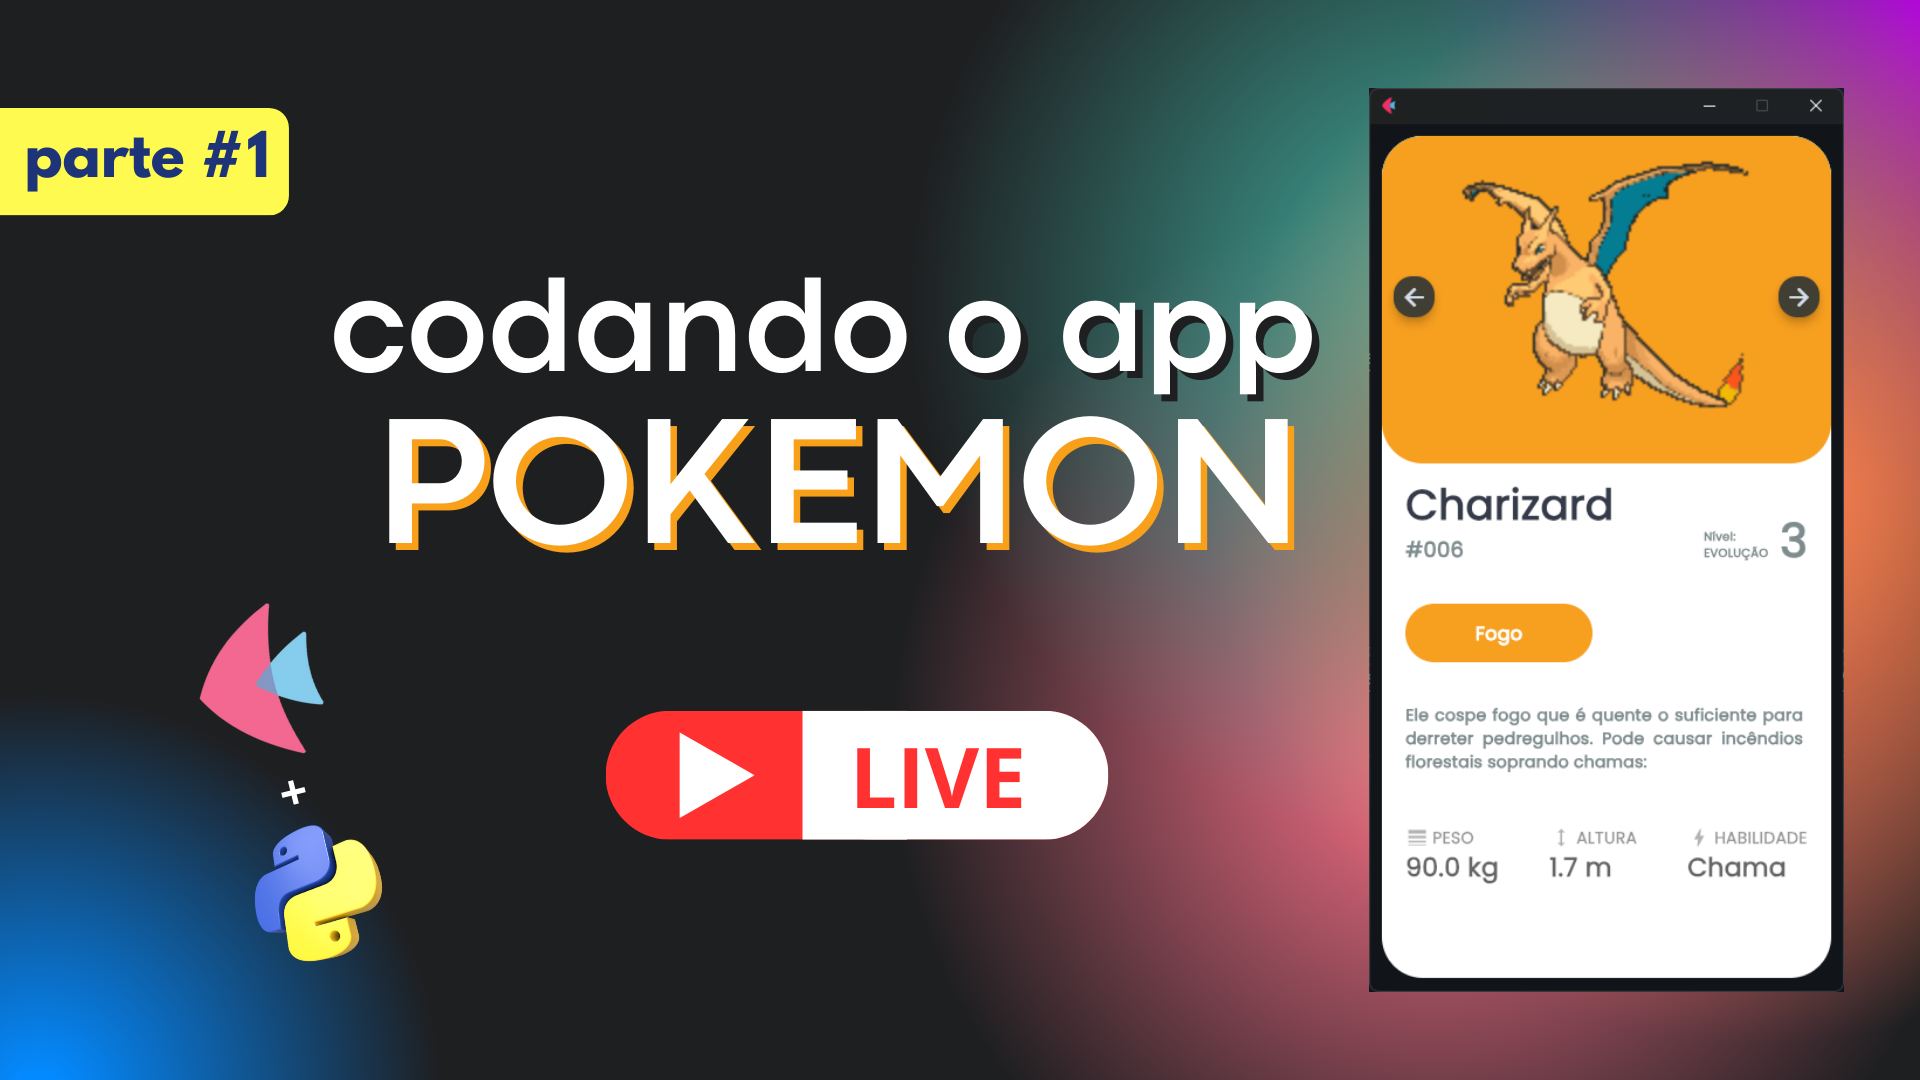 parte #1
codando o app
POKEMON
+
LIVE
Charizard
#006
Nível:
EVOLUÇÃO
3
Fogo
Ele cospe fogo que é quente o suficiente para
derreter pedregulhos. Pode causar incêndios
florestais soprando chamas:
PESO
90.0 kg
ALTURA
1.7 m
HABILIDADE
Chama